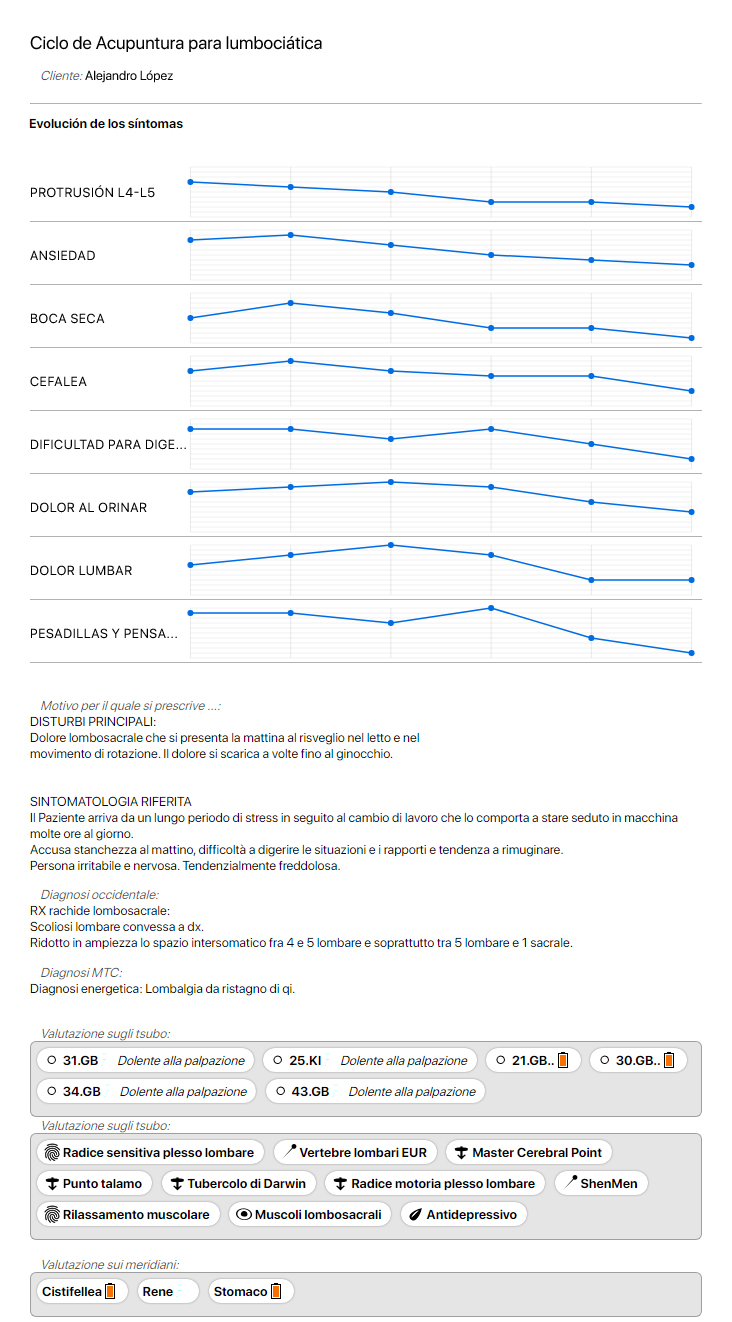 Ciclo de Acupuntura para lumbociática
Cliente: Alejandro López
Evolución de los síntomas
PROTRUSIÓN L4-L5
ANSIEDAD
BOCA SECA
CEFALEA
DIFICULTAD PARA DIGE...
DOLOR AL ORINAR
DOLOR LUMBAR
PESADILLAS Y PENSA...
Motivo per il quale si prescrive ...:
DISTURBI PRINCIPALI:
Dolore lombosacrale che si presenta la mattina al risveglio nel letto e nel
movimento di rotazione. Il dolore si scarica a volte fino al ginocchio.
SINTOMATOLOGIA RIFERITA
Il Paziente arriva da un lungo periodo di stress in seguito al cambio di lavoro che lo comporta a stare seduto in macchina
molte ore al giorno.
Accusa stanchezza al mattino, difficoltà a digerire le situazioni e i rapporti e tendenza a rimuginare.
Persona irritabile e nervosa. Tendenzialmente freddolosa.
Diagnosi occidentale:
RX rachide lombosacrale:
Scoliosi lombare convessa a dx.
Ridotto in ampiezza lo spazio intersomatico fra 4 e 5 lombare e soprattutto tra 5 lombare e 1 sacrale.
Diagnosi MTC:
Diagnosi energetica: Lombalgia da ristagno di qi.
Valutazione sugli tsubo:
31.GB Dolente alla palpazione 25.KI Dolente alla palpazione 21.GB.. 30.GB..
34.GB Dolente alla palpazione 43.GB Dolente alla palpazione
Valutazione sugli tsubo:
Radice sensitiva plesso lombare Vertebre lombari EUR Master Cerebral Point
Punto talamo Tubercolo di Darwin Radice motoria plesso lombare ShenMen
Rilassamento muscolare Muscoli lombosacrali Antidepressivo
Valutazione sui meridiani:
Cistifellea Rene Stomaco